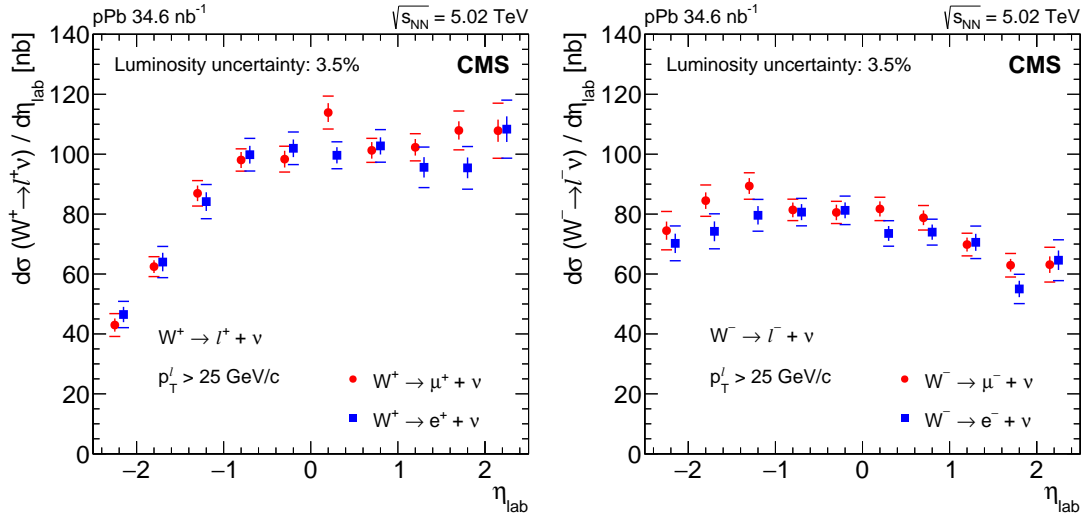 pPb 34.6 nb⁻¹ √s_NN = 5.02 TeV
Luminosity uncertainty: 3.5% CMS
dσ (W⁺→l⁺ν) / dη_lab [nb]
140
120
100
80
60
40
20
0
W⁺ → l⁺ + ν
p_T^l > 25 GeV/c
W⁺ → μ⁺ + ν
W⁺ → e⁺ + ν
−2 −1 0 1 2
η_lab
pPb 34.6 nb⁻¹ √s_NN = 5.02 TeV
Luminosity uncertainty: 3.5% CMS
dσ (W⁻→l⁻ν) / dη_lab [nb]
140
120
100
80
60
40
20
0
W⁻ → l⁻ + ν
p_T^l > 25 GeV/c
W⁻ → μ⁻ + ν
W⁻ → e⁻ + ν
−2 −1 0 1 2
η_lab